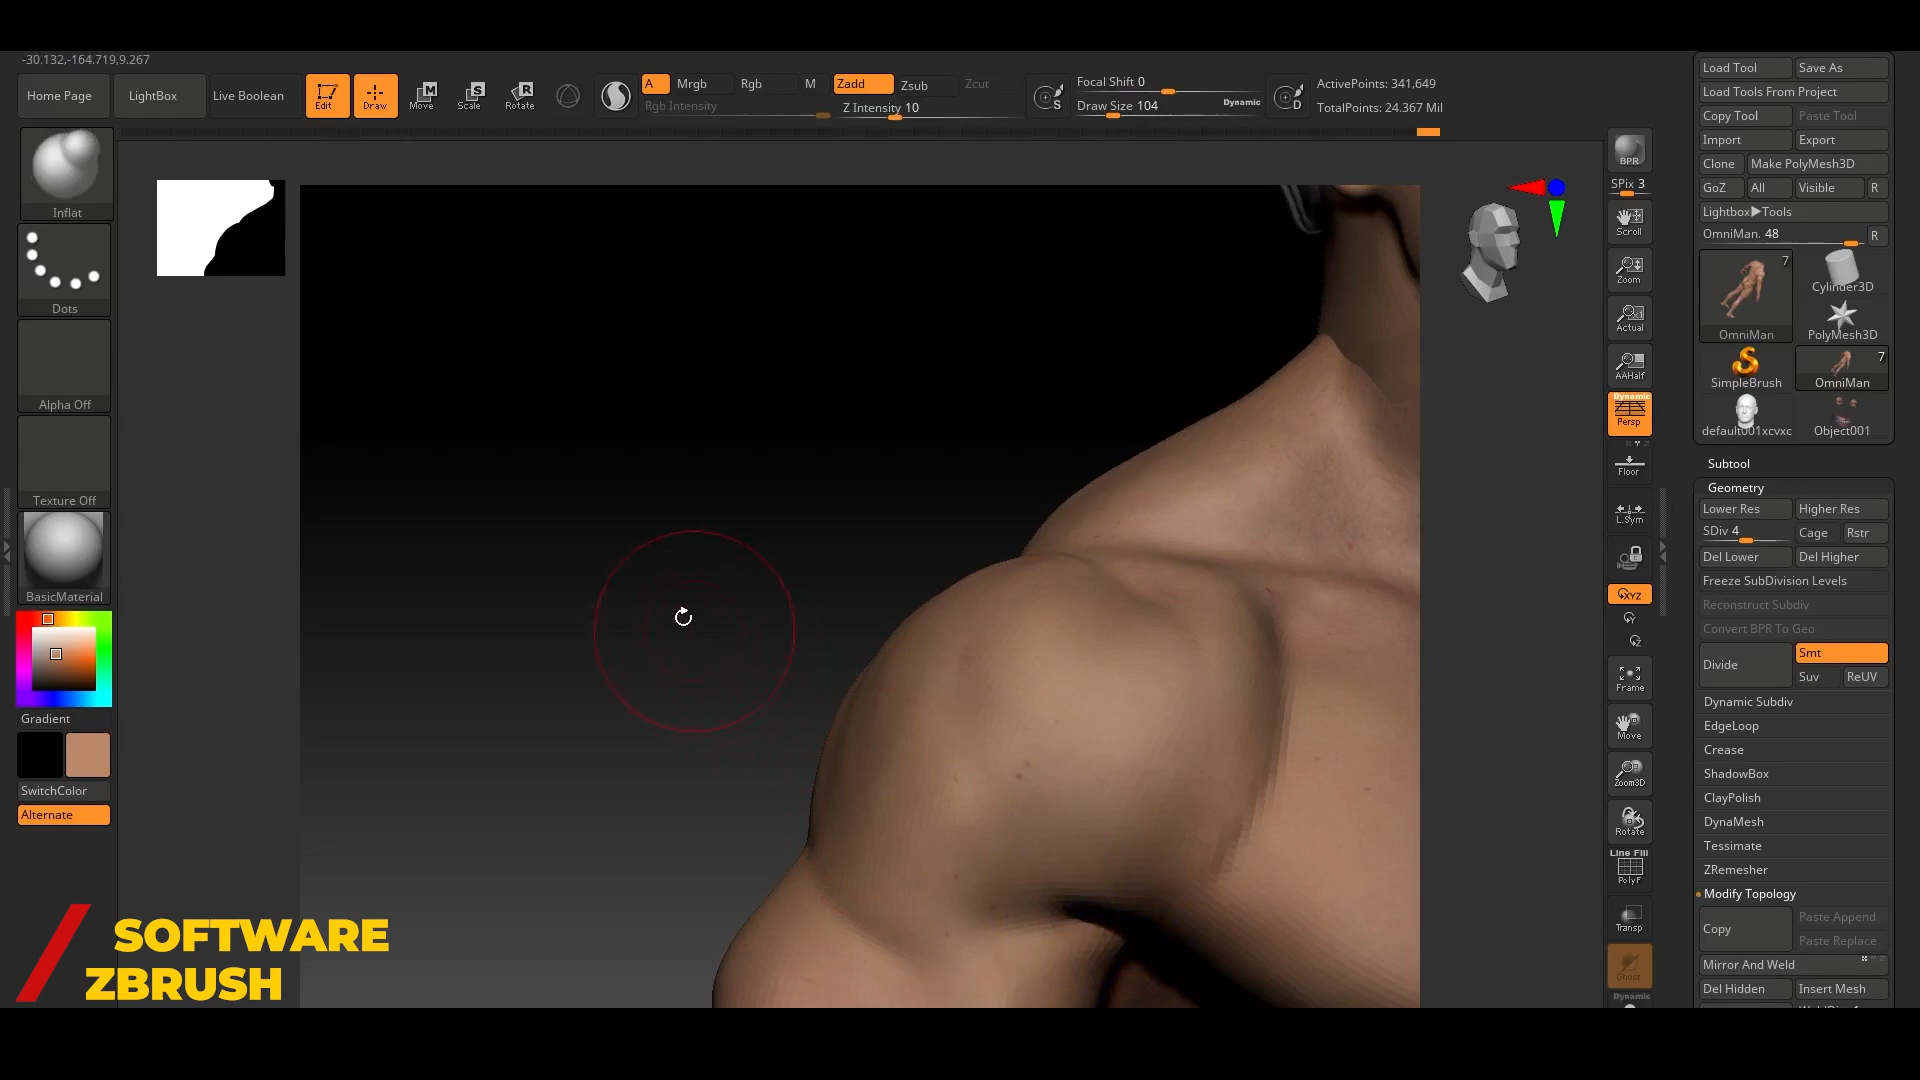 -30.132,-164.719,9.267
Home Page
LightBox
Live Boolean
Edit
Draw
Move
Scale
Rotate
A
Mrgb
Rgb
M
Zadd
Zsub
Zcut
Rgb Intensity
Z Intensity 10
Focal Shift 0
Draw Size 104
Dynamic
ActivePoints: 341,649
TotalPoints: 24.367 Mil
Inflat
Dots
Alpha Off
Texture Off
BasicMaterial
Gradient
SwitchColor
Alternate
SOFTWARE
ZBRUSH
BPR
SPix 3
Scroll
Zoom
Actual
AAHalf
Dynamic
Persp
Floor
L.Sym
XYZ
Frame
Move
Zoom3D
Rotate
Line Fill
PolyF
Transp
Ghost
Dynamic
Load Tool
Save As
Load Tools From Project
Copy Tool
Paste Tool
Import
Export
Clone
Make PolyMesh3D
GoZ
All
Visible
R
Lightbox▶Tools
OmniMan. 48
R
7
OmniMan
Cylinder3D
PolyMesh3D
SimpleBrush
7
OmniMan
default001xcvxc
Object001
Subtool
Geometry
Lower Res
Higher Res
SDiv 4
Cage
Rstr
Del Lower
Del Higher
Freeze SubDivision Levels
Reconstruct Subdiv
Convert BPR To Geo
Divide
Smt
Suv
ReUV
Dynamic Subdiv
EdgeLoop
Crease
ShadowBox
ClayPolish
DynaMesh
Tessimate
ZRemesher
Modify Topology
Copy
Paste Append
Paste Replace
Mirror And Weld
Del Hidden
Insert Mesh